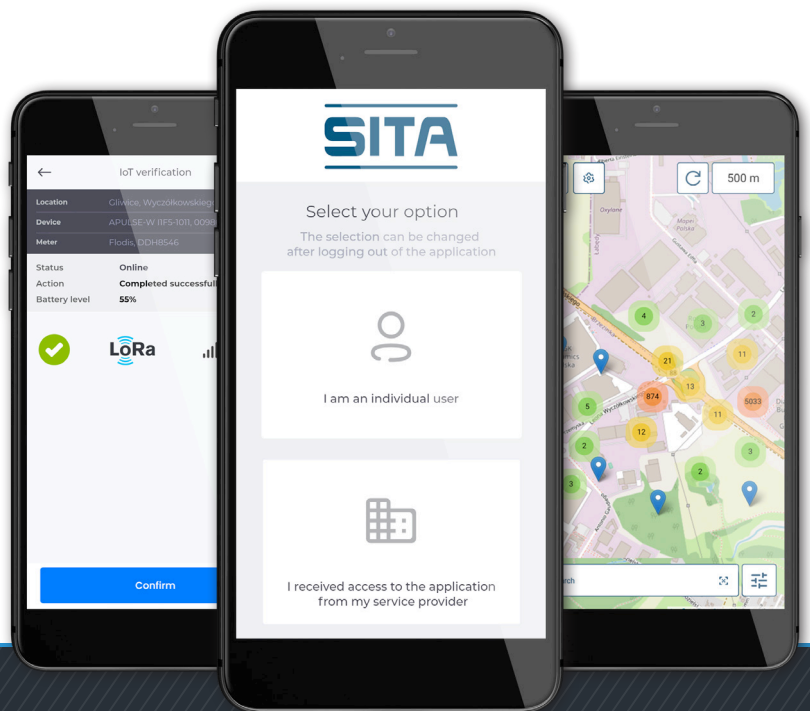 IoT verification
Location
Gliwice, Wyczółkowskiego
Device
APULSE-W
Meter
Flodis, DDH8546
Status
Online
Action
Completed successfull
Battery level
55%
LoRa
Confirm
SITA
Select your option
The selection can be changed
after logging out of the application
I am an individual user
I received access to the application
from my service provider
500 m
4
3
2
21
11
13
874
5033
5
11
12
2
3
2
3